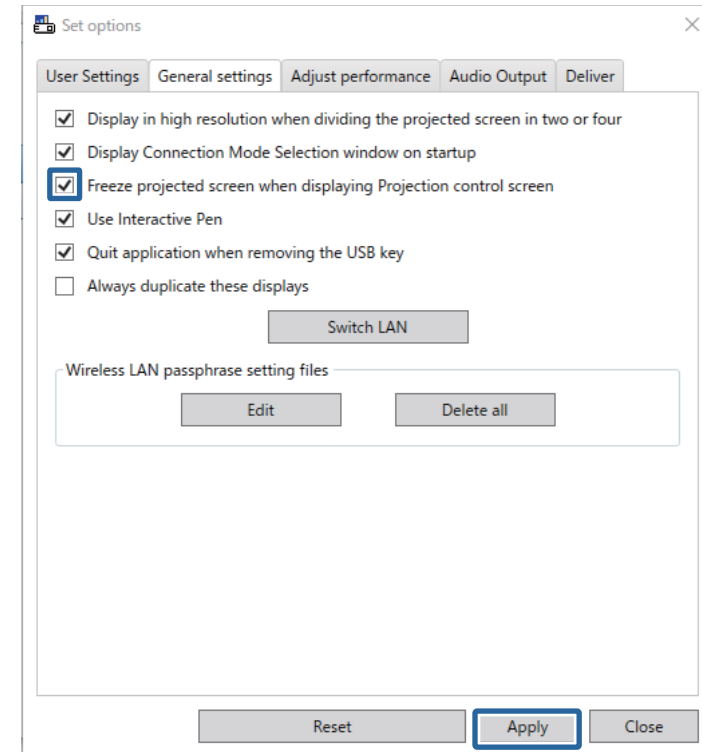 Set options
User Settings General settings Adjust performance Audio Output Deliver
Display in high resolution when dividing the projected screen in two or four
Display Connection Mode Selection window on startup
Freeze projected screen when displaying Projection control screen
Use Interactive Pen
Quit application when removing the USB key
Always duplicate these displays
Switch LAN
Wireless LAN passphrase setting files
Edit Delete all
Reset Apply Close